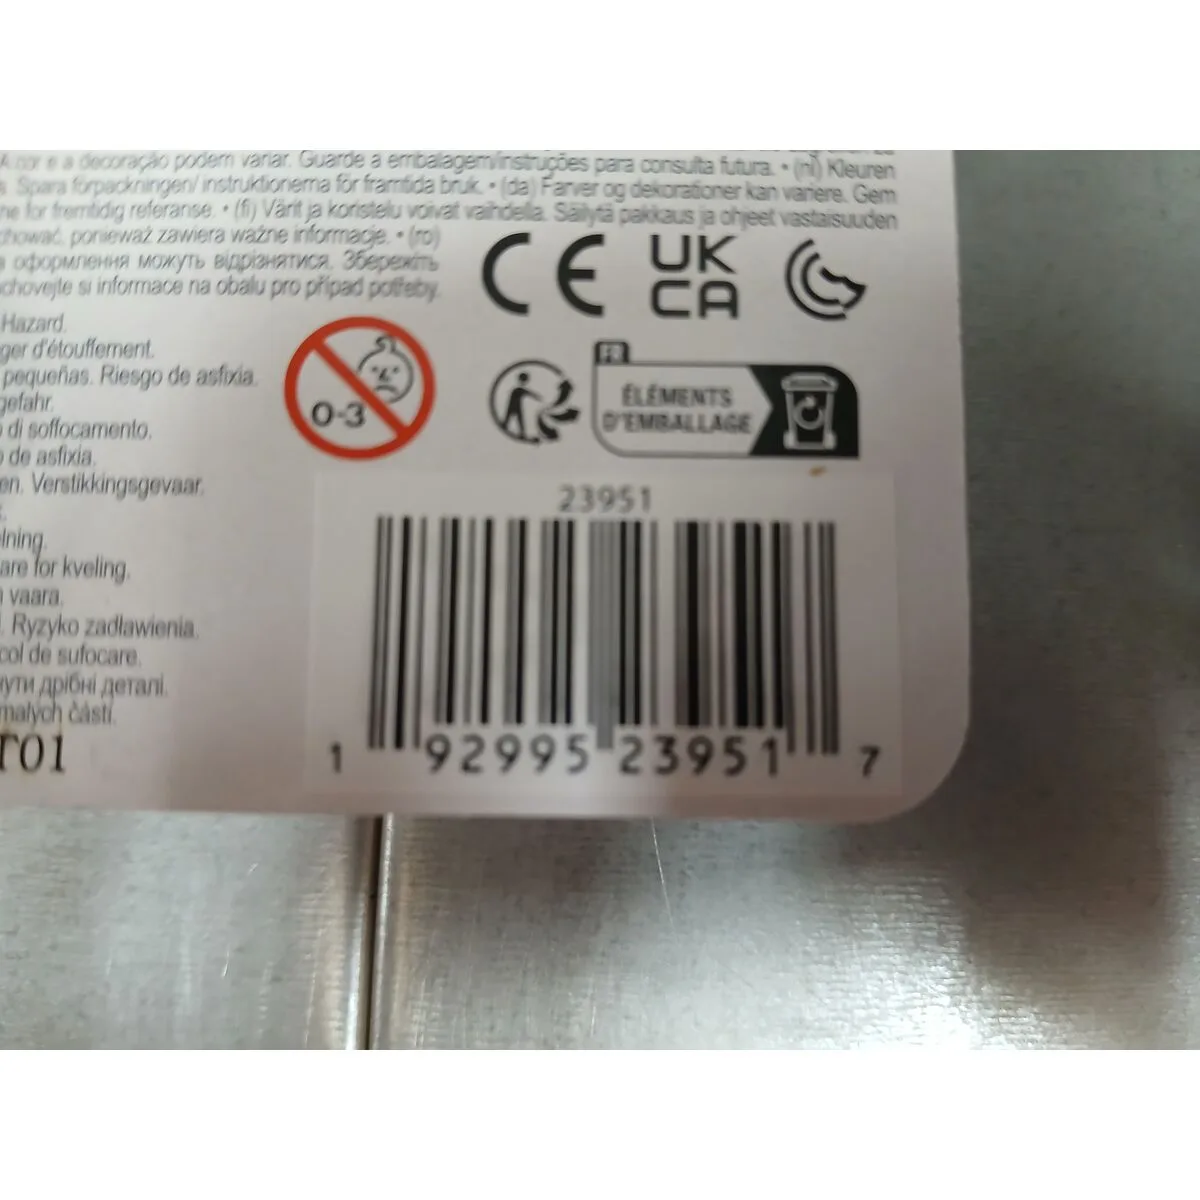 A cor e a decoração podem variar. Guarde a embalagem/instruções para consulta futura. • (nl) Kleuren
s. Spara förpackningen/ instruktionerna för framtida bruk. • (da) Farver og dekorationer kan variere. Gem
ne for fremtidig referanse. • (fi) Värit ja koristelu voivat vaihdella. Säilytä pakkaus ja ohjeet vastaisuuden
chować, ponieważ zawiera ważne informacje. • (ro)
оформлення можуть відрізнятися. Збережіть
chovejte si informace na obalu pro případ potřeby.
CE
UK
CA
Hazard.
ger d'étouffement.
pequeñas. Riesgo de asfixia.
gefahr.
di soffocamento.
de asfixia.
en. Verstikkingsgevaar.
lning.
are for kveling.
vaara.
. Ryzyko zadławienia.
col de sufocare.
нути дрібні деталі.
malých částí.
T01
0-3
FR
ÉLÉMENTS
D'EMBALLAGE
23951
1 92995 23951 7